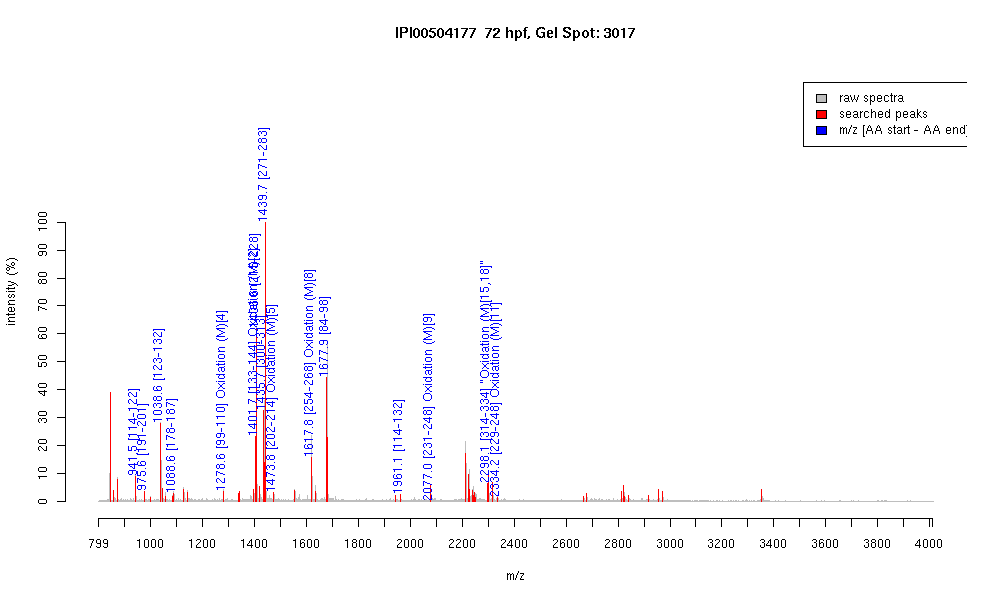 IPI00504177 72 hpf, Gel Spot: 3017
raw spectra
searched peaks
m/z [AA start - AA end]
intensity (%)
100
90
80
70
60
50
40
30
20
10
0
941.5 [114-122]
975.6 [191-201]
1038.6 [123-132]
1088.6 [178-187]
1278.6 [99-110] Oxidation (M)[4]
1401.7 [133-144] Oxidation (M)[2]
1435.7 [300-313]
1439.7 [271-283]
1473.8 [202-214] Oxidation (M)[5]
1617.8 [254-268] Oxidation (M)[8]
1677.9 [84-98]
1961.1 [114-132]
2077.0 [231-248] Oxidation (M)[9]
2298.1 [314-334] "Oxidation (M)[15,18]"
2334.2 [229-248] Oxidation (M)[11]
799 1000 1200 1400 1600 1800 2000 2200 2400 2600 2800 3000 3200 3400 3600 3800 4000
m/z